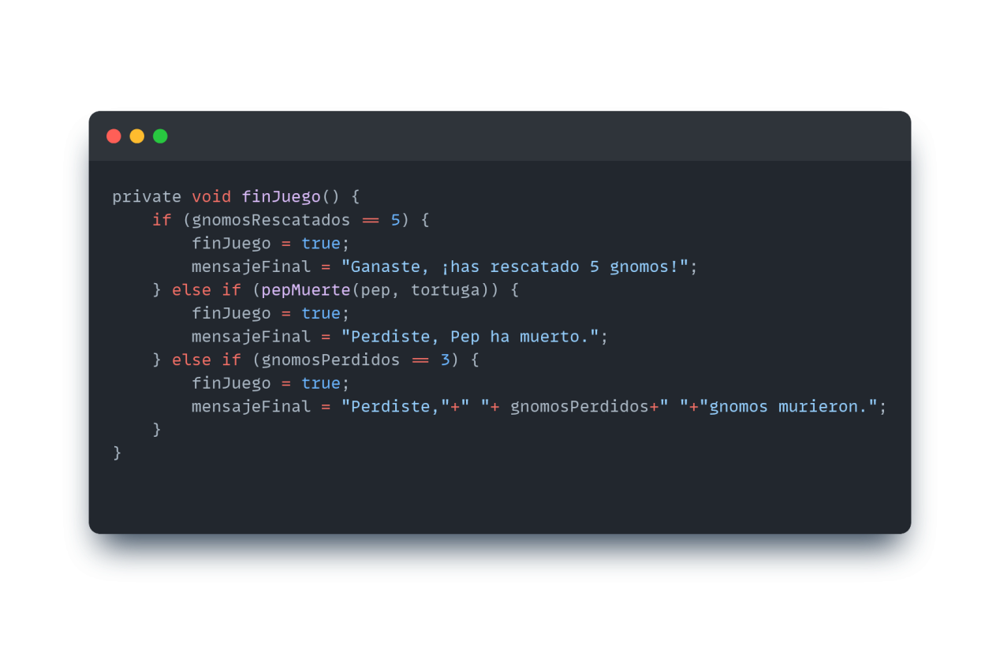 private void finJuego() {
    if (gnomosRescatados == 5) {
        finJuego = true;
        mensajeFinal = "Ganaste, ¡has rescatado 5 gnomos!";
    } else if (pepMuerte(pep, tortuga)) {
        finJuego = true;
        mensajeFinal = "Perdiste, Pep ha muerto.";
    } else if (gnomosPerdidos == 3) {
        finJuego = true;
        mensajeFinal = "Perdiste,"+" "+ gnomosPerdidos+" "+"gnomos murieron.";
    }
}